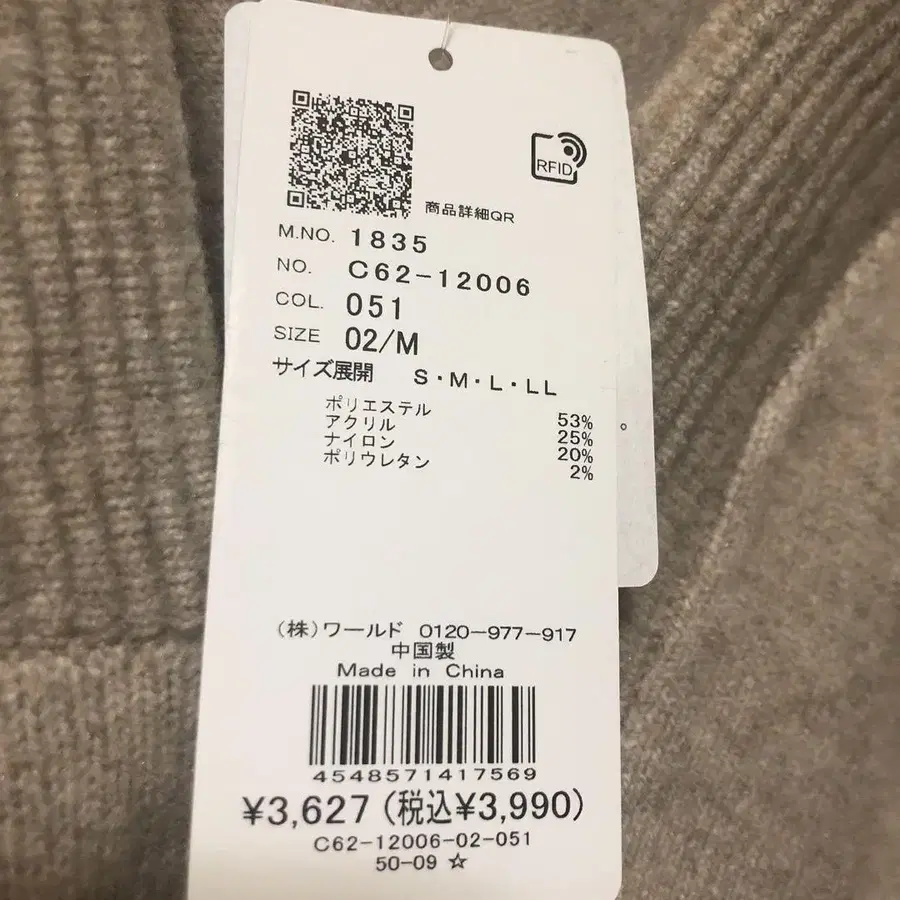 RFID
商品詳細QR
M.NO. 1835
NO. C62-12006
COL. 051
SIZE 02/M
サイズ展開 S・M・L・LL
ポリエステル 53%
アクリル 25%
ナイロン 20%
ポリウレタン 2%
。
(株)ワールド 0120-977-917
中国製
Made in China
4548571417569
¥3,627(税込¥3,990)
C62-12006-02-051
50-09 ☆